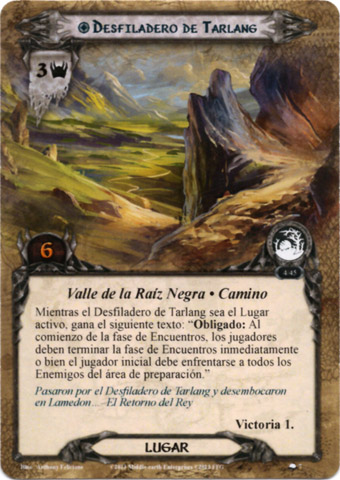 DESFILADERO DE TARLANG
3
6
4/45
Valle de la Raíz Negra • Camino
Mientras el Desfiladero de Tarlang sea el Lugar
activo, gana el siguiente texto: “Obligado: Al
comienzo de la fase de Encuentros, los jugadores
deben terminar la fase de Encuentros inmediatamente
o bien el jugador inicial debe enfrentarse a todos los
Enemigos del área de preparación.”
Pasaron por el Desfiladero de Tarlang y desembocaron
en Lamedon...–El Retorno del Rey
Victoria 1.
LUGAR